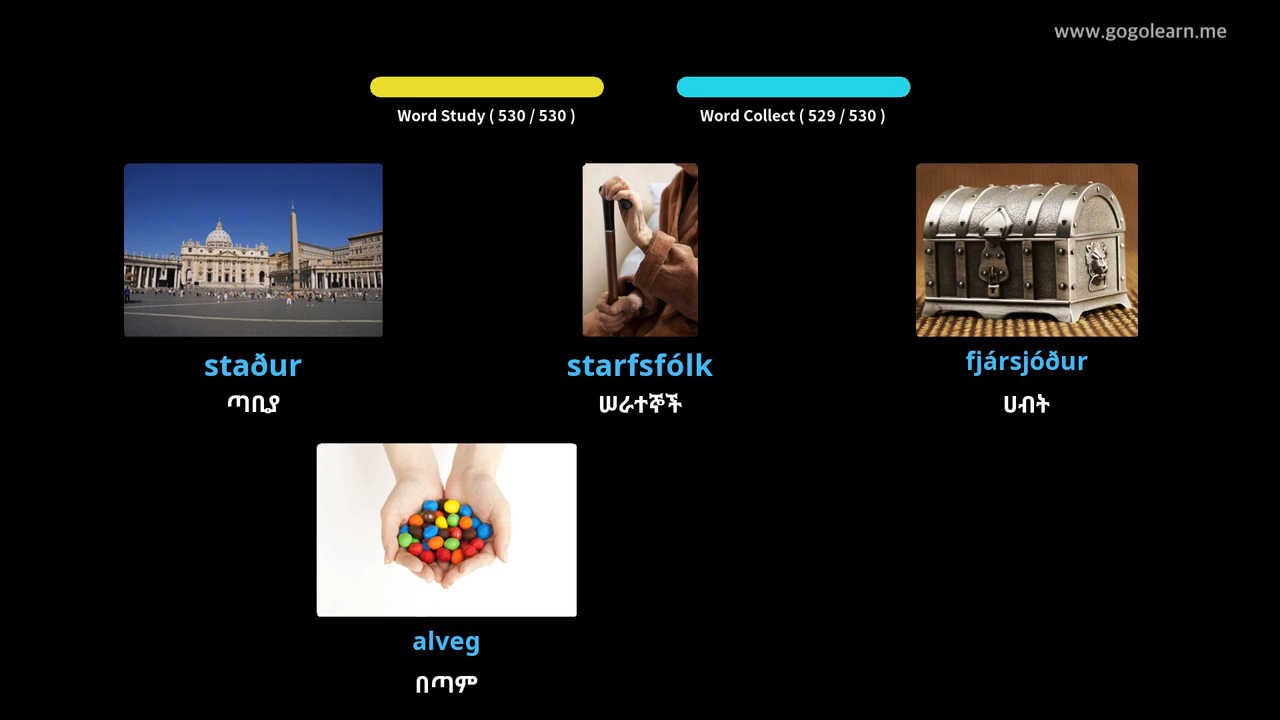 www.gogolearn.me
Word Study ( 530 / 530 )
Word Collect ( 529 / 530 )
staður
ጣቢያ
starfsfólk
ሠራተኞች
fjársjóður
ሀብት
alveg
በጣም